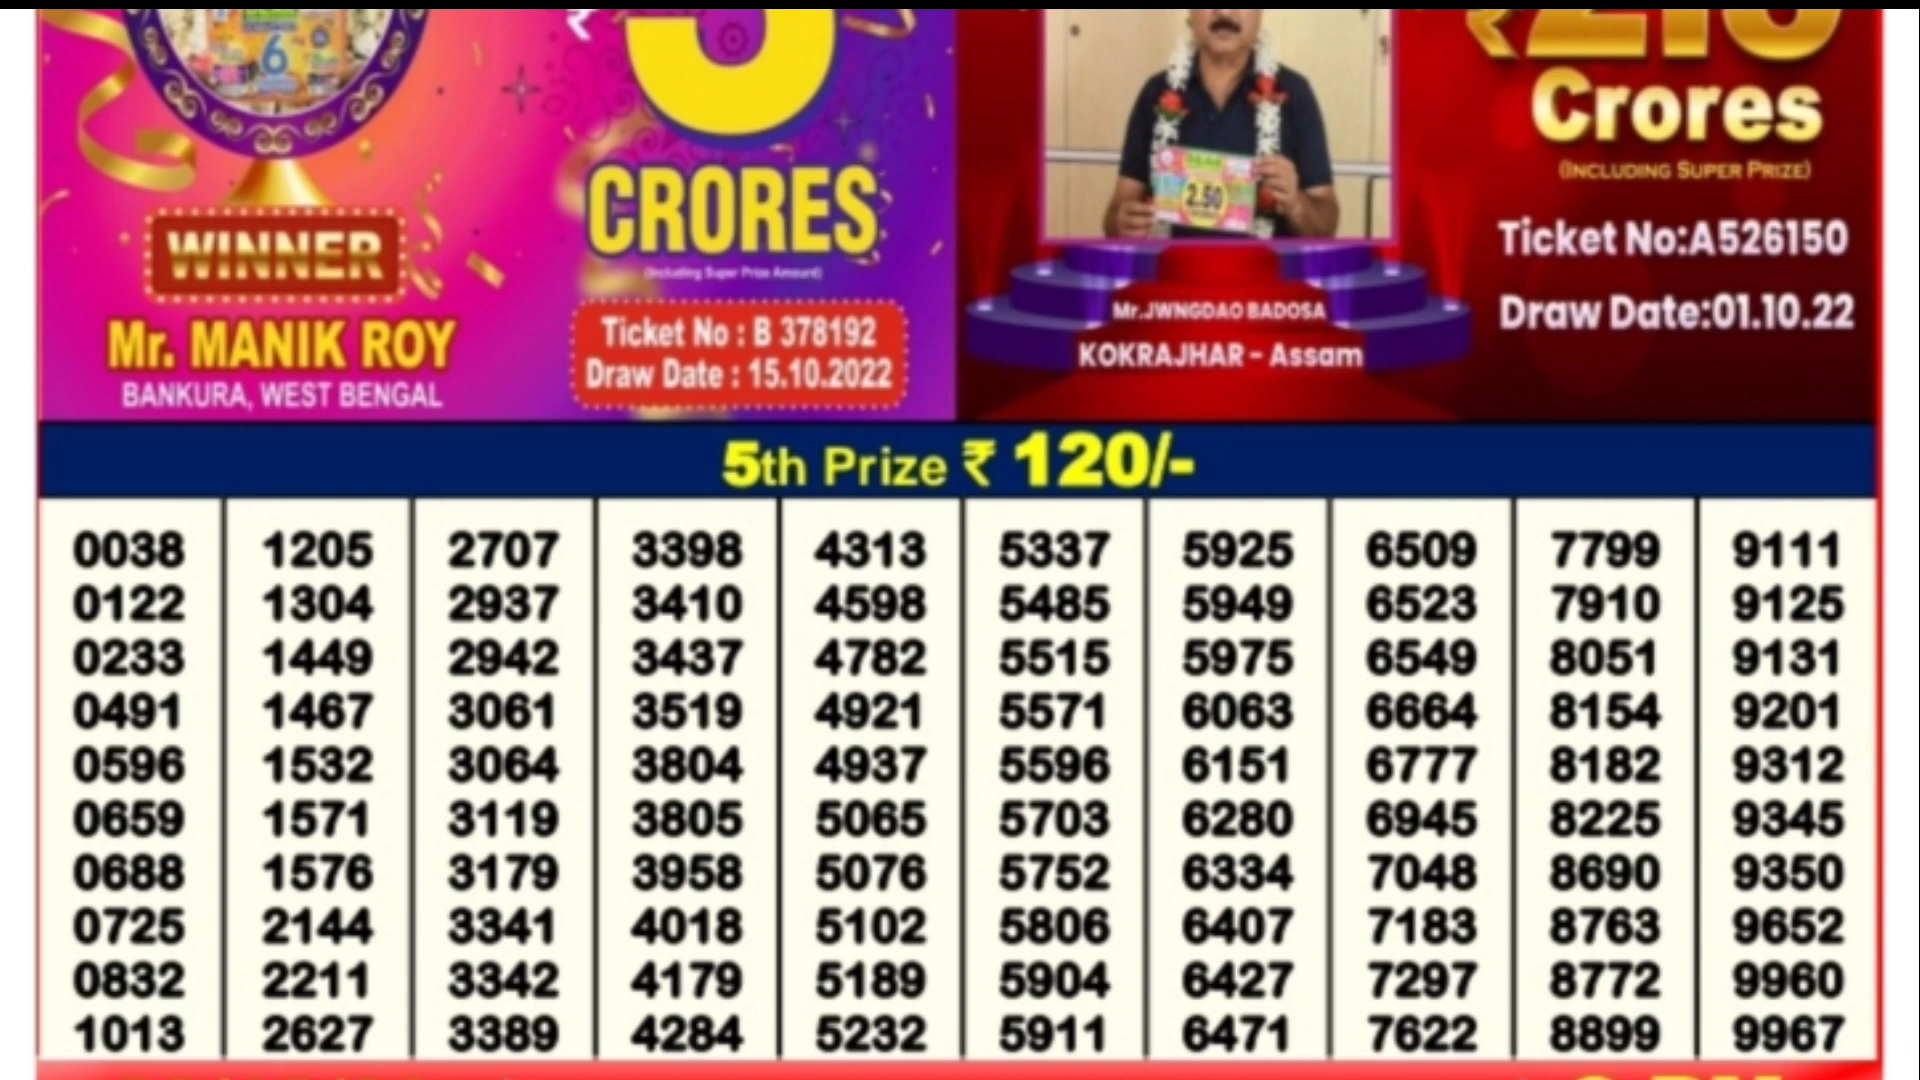 6
WINNER
Mr. MANIK ROY
BANKURA, WEST BENGAL
₹
CRORES
(Including Super Prize Amount)
Ticket No : B 378192
Draw Date : 15.10.2022
2.50
Mr.JWNGDAO BADOSA
KOKRAJHAR - Assam
Crores
(INCLUDING SUPER PRIZE)
Ticket No:A526150
Draw Date:01.10.22
5th Prize ₹ 120/-
0038 1205 2707 3398 4313 5337 5925 6509 7799 9111
0122 1304 2937 3410 4598 5485 5949 6523 7910 9125
0233 1449 2942 3437 4782 5515 5975 6549 8051 9131
0491 1467 3061 3519 4921 5571 6063 6664 8154 9201
0596 1532 3064 3804 4937 5596 6151 6777 8182 9312
0659 1571 3119 3805 5065 5703 6280 6945 8225 9345
0688 1576 3179 3958 5076 5752 6334 7048 8690 9350
0725 2144 3341 4018 5102 5806 6407 7183 8763 9652
0832 2211 3342 4179 5189 5904 6427 7297 8772 9960
1013 2627 3389 4284 5232 5911 6471 7622 8899 9967